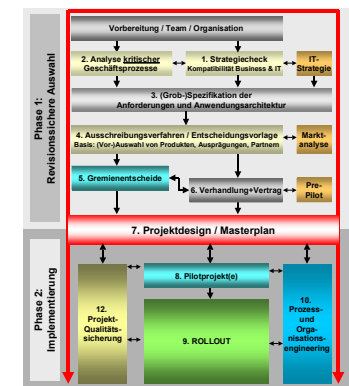 Phase 1:
Revisionssichere Auswahl
Vorbereitung / Team / Organisation
2. Analyse kritischer
Geschäftsprozesse
1. Strategiecheck
Kompatibilität Business & IT
IT-
Strategie
3. (Grob-)Spezifikation der
Anforderungen und Anwendungsarchitektur
4. Ausschreibungsverfahren / Entscheidungsvorlage
Basis: (Vor-)Auswahl von Produkten, Ausprägungen, Partnern
Markt-
analyse
5. Gremienentscheide
6. Verhandlung+Vertrag
Pre-
Pilot
7. Projektdesign / Masterplan
Phase 2:
Implementierung
12.
Projekt-
Qualitäts-
sicherung
8. Pilotprojekt(e)
9. ROLLOUT
10.
Prozess-
und
Orga-
nisations-
engineering